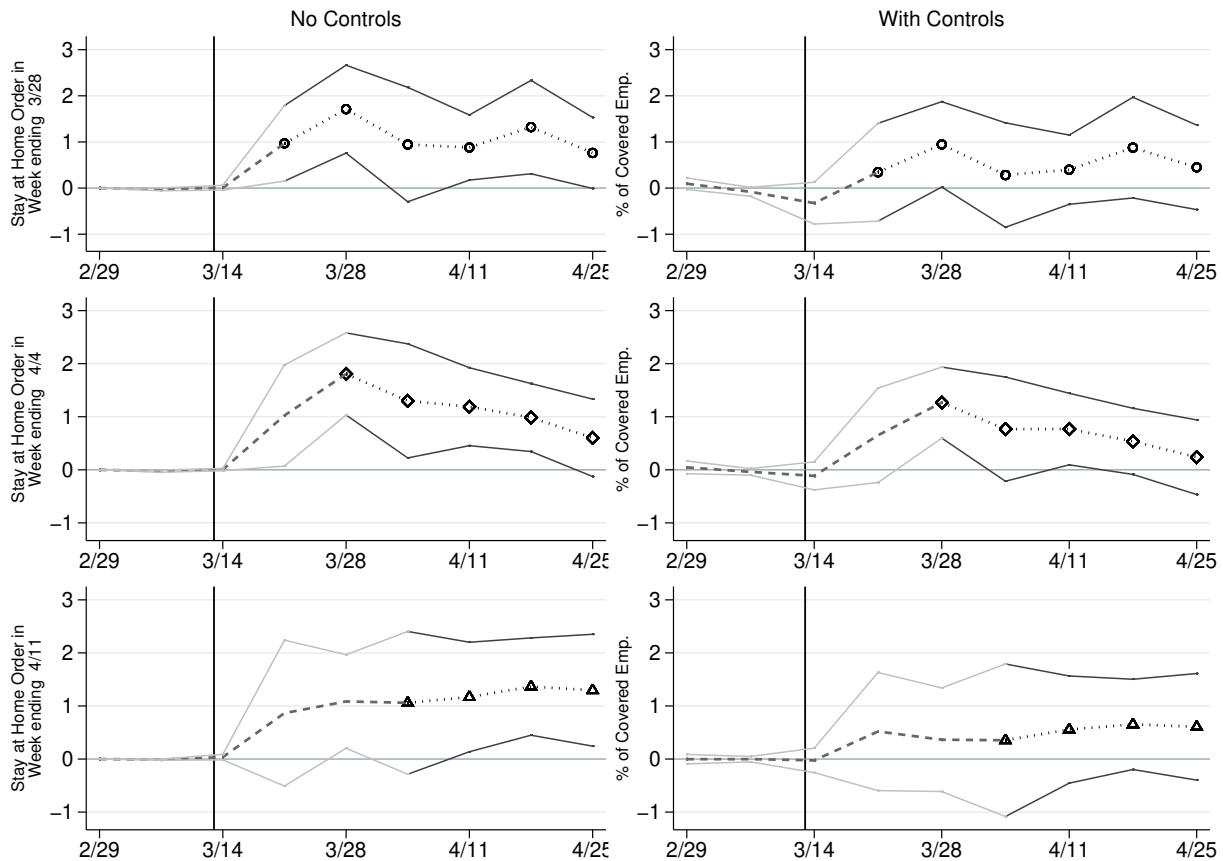 No Controls
With Controls
Stay at Home Order in
Week ending 3/28
3
2
1
0
−1
2/29 3/14 3/28 4/11 4/25
% of Covered Emp.
3
2
1
0
−1
2/29 3/14 3/28 4/11 4/25
Stay at Home Order in
Week ending 4/4
3
2
1
0
−1
2/29 3/14 3/28 4/11 4/25
% of Covered Emp.
3
2
1
0
−1
2/29 3/14 3/28 4/11 4/25
Stay at Home Order in
Week ending 4/11
3
2
1
0
−1
2/29 3/14 3/28 4/11 4/25
% of Covered Emp.
3
2
1
0
−1
2/29 3/14 3/28 4/11 4/25